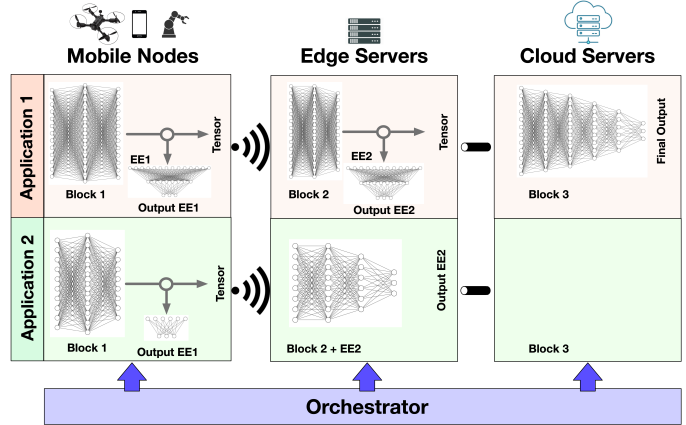 Mobile Nodes
Edge Servers
Cloud Servers
Application 1
EE1
Tensor
Block 1
Output EE1
EE2
Tensor
Block 2
Output EE2
Final Output
Block 3
Application 2
Tensor
Block 1
Output EE1
Output EE2
Block 2 + EE2
Block 3
Orchestrator